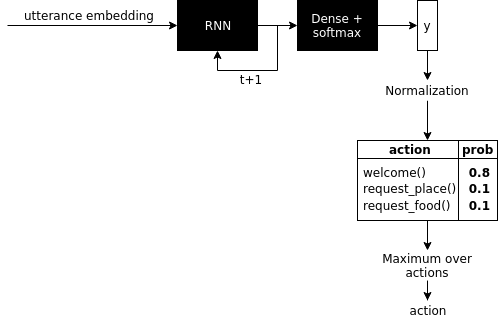 utterance embedding
RNN
Dense +
softmax
y
t+1
Normalization
action prob
welcome() 0.8
request_place() 0.1
request_food() 0.1
Maximum over
actions
action